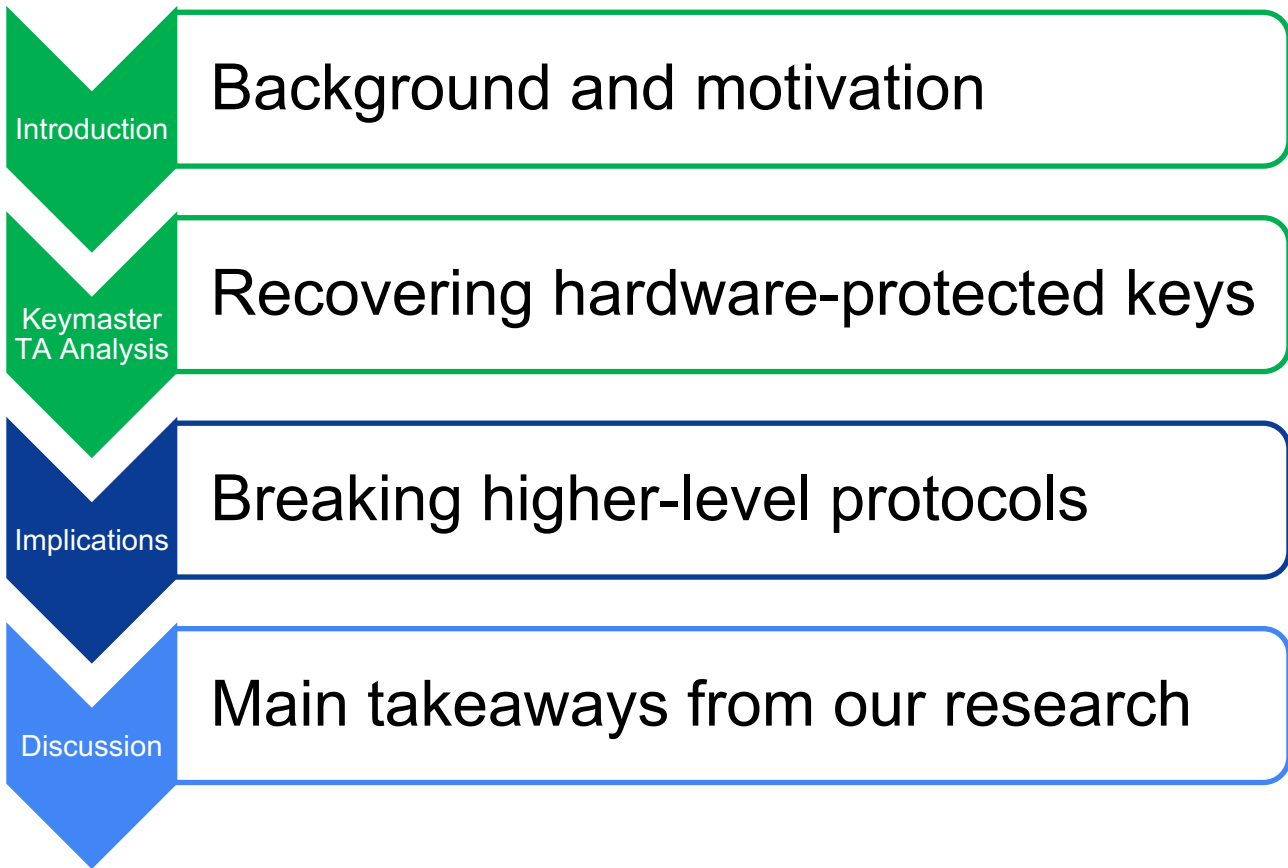 Introduction
Background and motivation
Keymaster
TA Analysis
Recovering hardware-protected keys
Implications
Breaking higher-level protocols
Discussion
Main takeaways from our research